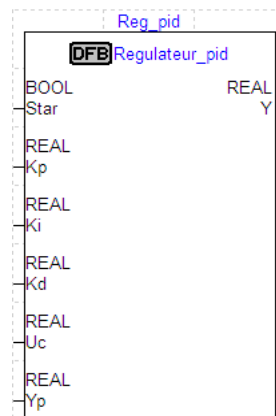 Reg_pid
DFB Regulateur_pid
BOOL REAL
Star Y
REAL
Kp
REAL
Ki
REAL
Kd
REAL
Uc
REAL
Yp